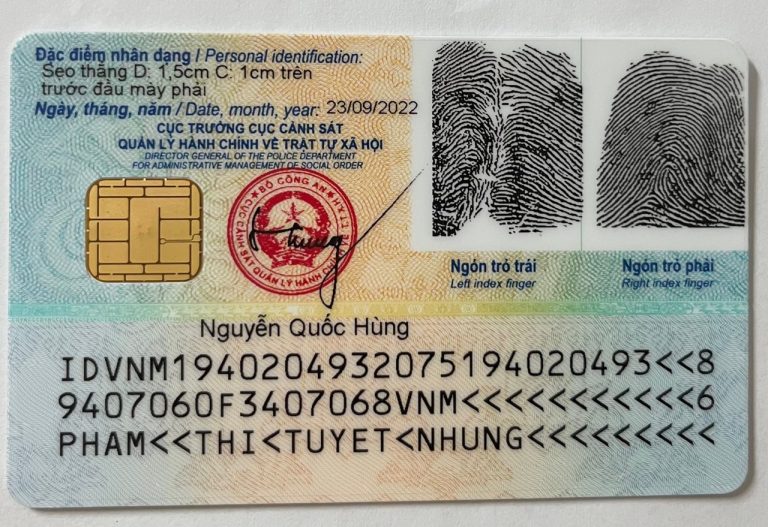 Đặc điểm nhân dạng / Personal identification:
Sẹo thẳng D: 1,5cm C: 1cm trên
trước đầu mày phải
Ngày, tháng, năm / Date, month, year: 23/09/2022
CỤC TRƯỞNG CỤC CẢNH SÁT
QUẢN LÝ HÀNH CHÍNH VỀ TRẬT TỰ XÃ HỘI
DIRECTOR GENERAL OF THE POLICE DEPARTMENT
FOR ADMINISTRATIVE MANAGEMENT OF SOCIAL ORDER
BỘ CÔNG AN
CỤC CẢNH SÁT QUẢN LÝ HÀNH CHÍNH
Ngón trỏ trái
Left index finger
Ngón trỏ phải
Right index finger
Nguyễn Quốc Hùng
IDVNM1940204932075194020493<<8
9407060F3407068VNM<<<<<<<<<<<6
PHAM<<THI<TUYET<NHUNG<<<<<<<<<